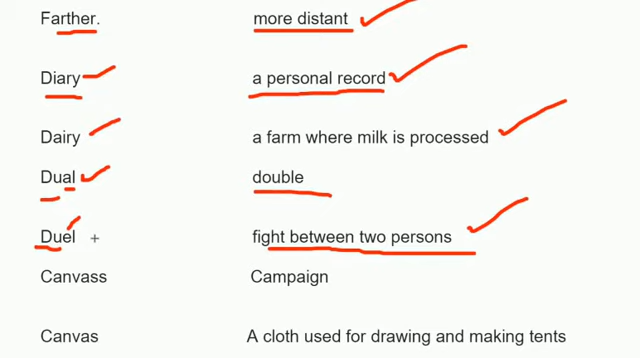 Farther. more distant
Diary a personal record
Dairy a farm where milk is processed
Dual double
Duel fight between two persons
Canvass Campaign
Canvas A cloth used for drawing and making tents